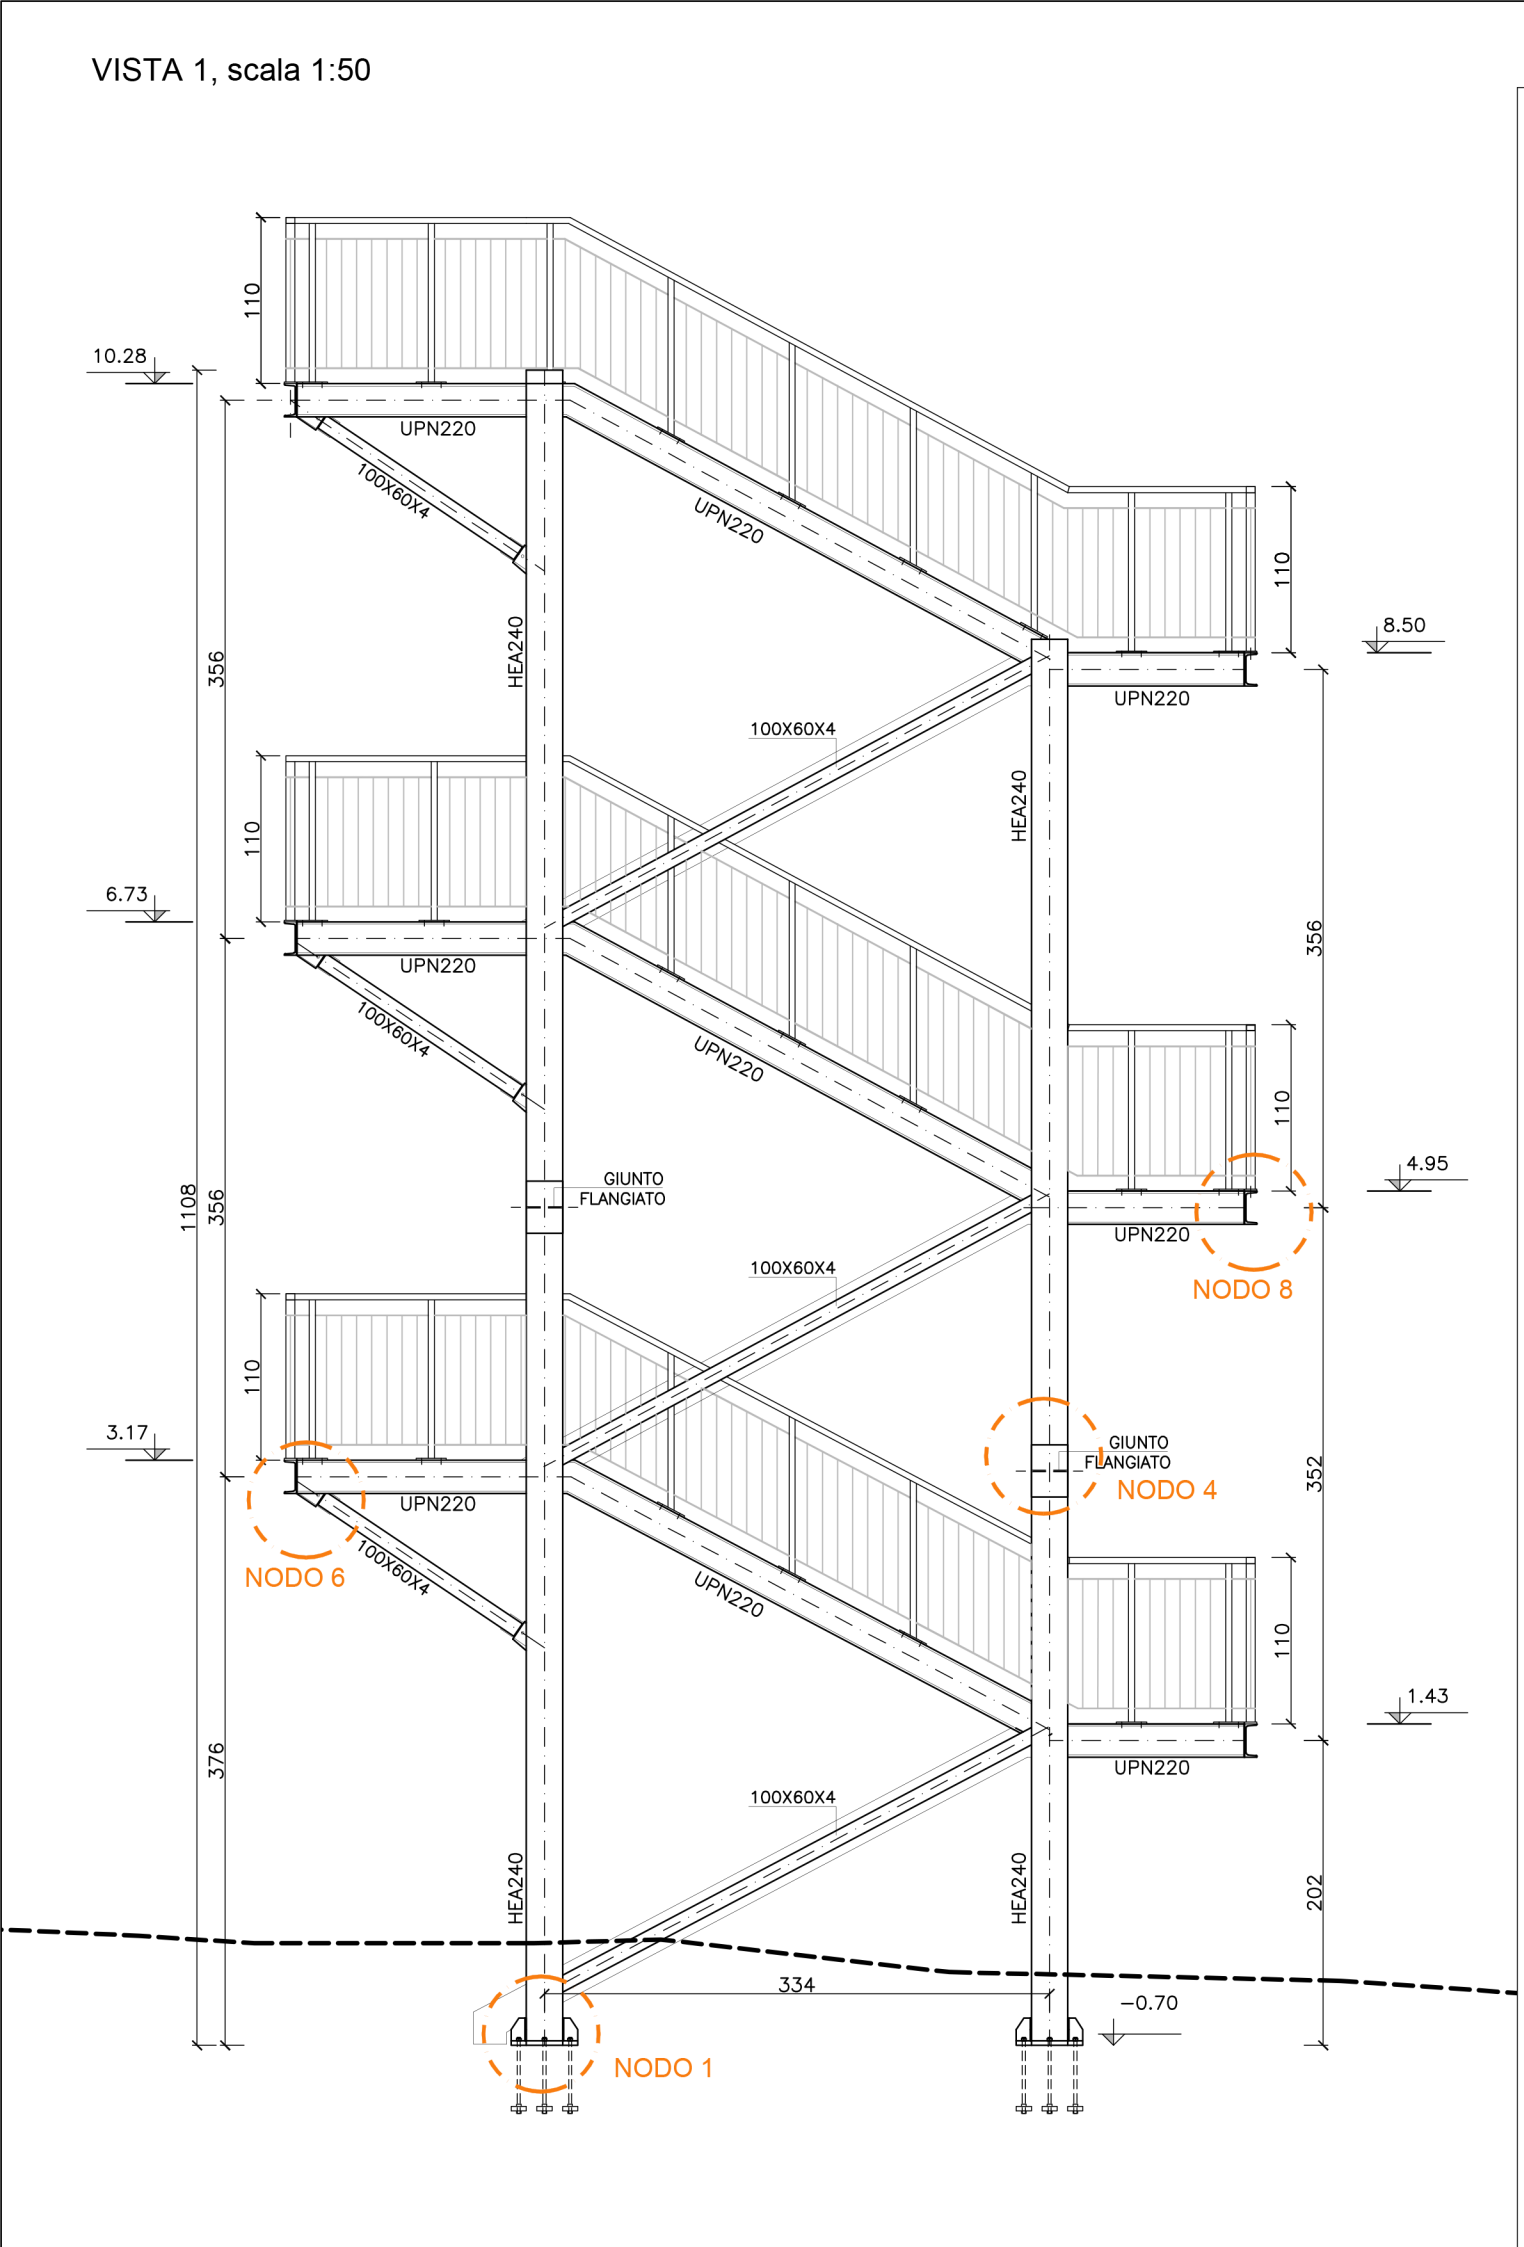 VISTA 1, scala 1:50
110
10.28
UPN220
100X60X4
UPN220
110
8.50
UPN220
HEA240
356
100X60X4
HEA240
110
6.73
UPN220
100X60X4
UPN220
356
110
4.95
UPN220
NODO 8
GIUNTO
FLANGIATO
1108
356
100X60X4
110
3.17
UPN220
100X60X4
NODO 6
UPN220
GIUNTO
FLANGIATO
NODO 4
352
110
1.43
UPN220
376
100X60X4
HEA240
HEA240
202
334
-0.70
NODO 1